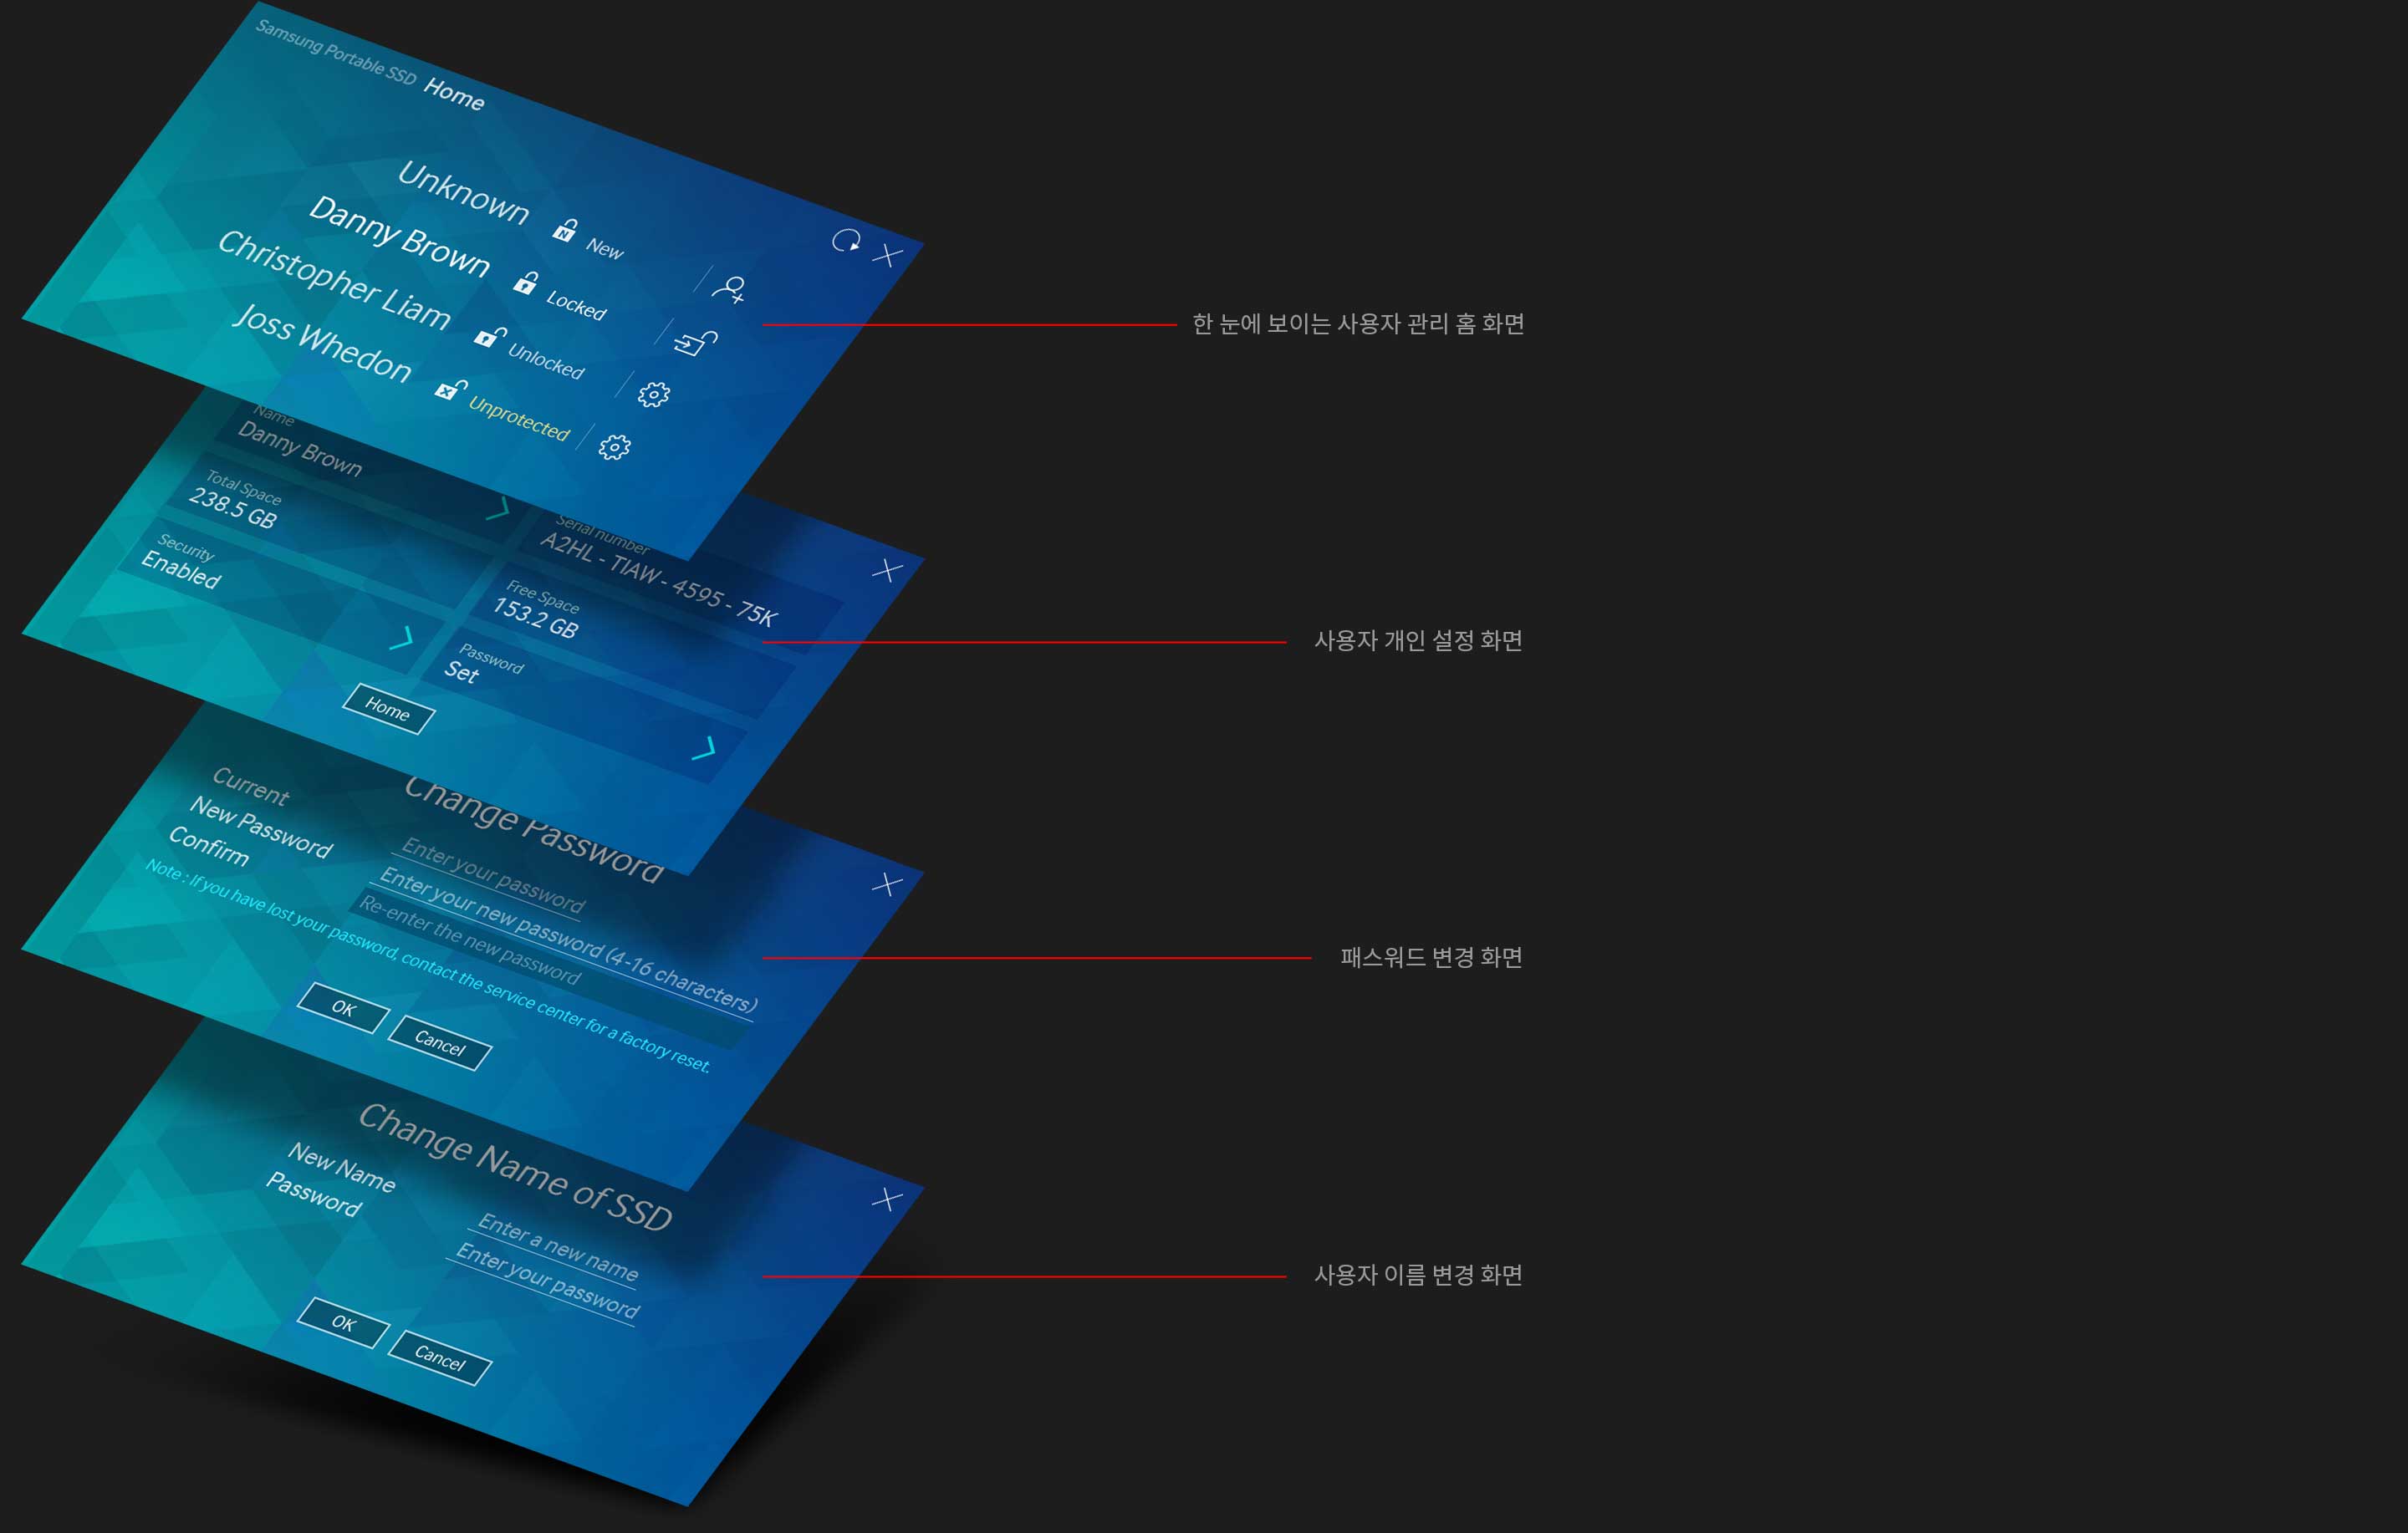 Samsung Portable SSD Home
Unknown New
Danny Brown Locked
Christopher Liam Unlocked
Joss Whedon Unprotected
한 눈에 보이는 사용자 관리 홈 화면
Name
Danny Brown
Serial number
A2HL - TIAW - 4595 - 75K
Total Space
238.5 GB
Free Space
153.2 GB
Security
Enabled
Password
Set
Home
사용자 개인 설정 화면
Change Password
Current Enter your password
New Password Enter your new password (4-16 characters)
Confirm Re-enter the new password
Note : If you have lost your password, contact the service center for a factory reset.
OK Cancel
패스워드 변경 화면
Change Name of SSD
New Name Enter a new name
Password Enter your password
OK Cancel
사용자 이름 변경 화면